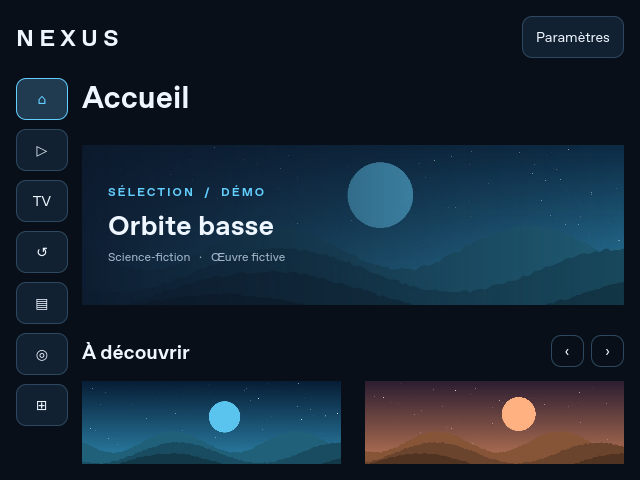 NEXUS
Paramètres
Accueil
TV
SÉLECTION / DÉMO
Orbite basse
Science-fiction · Œuvre fictive
À découvrir